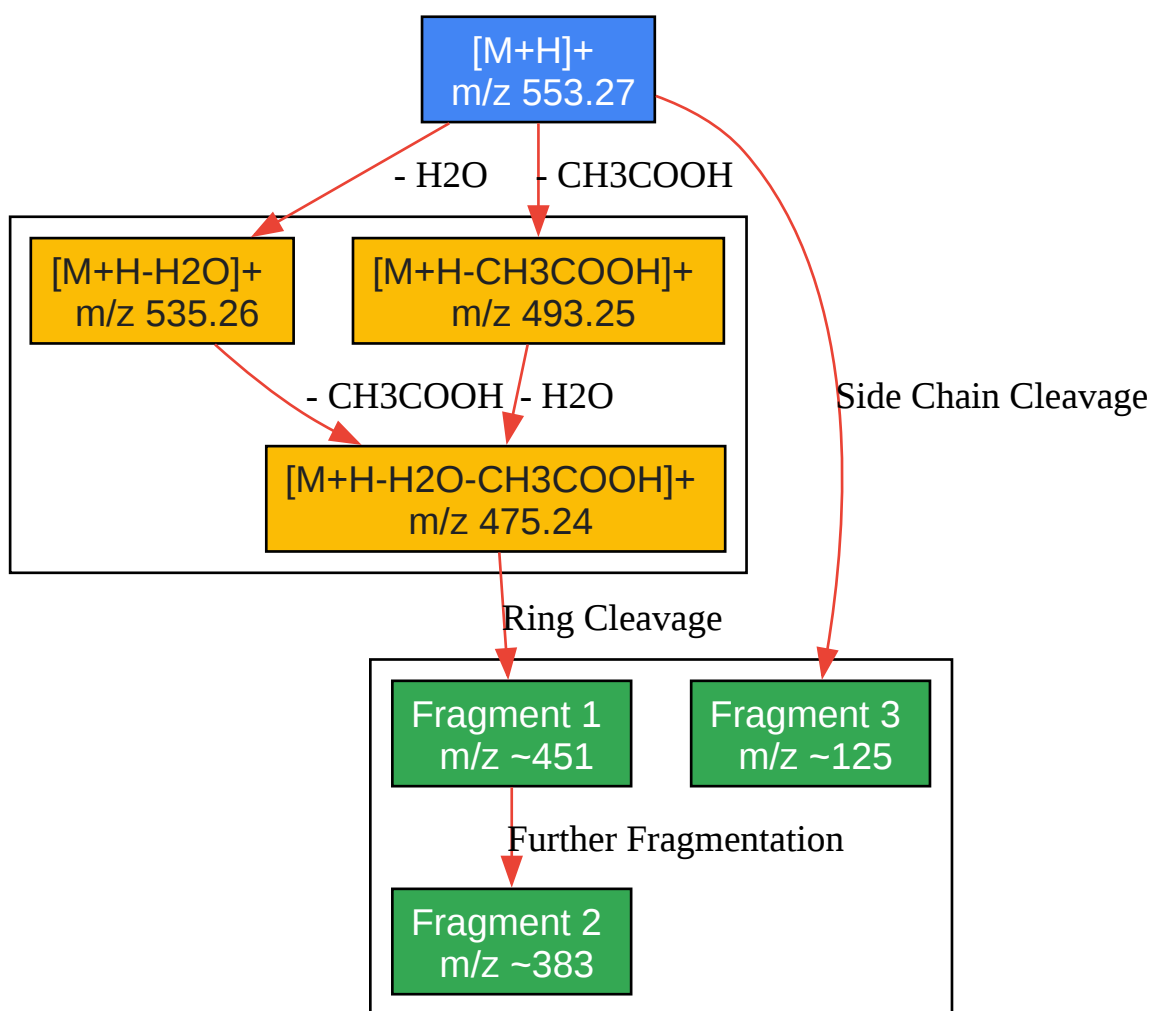 [M+H]+
m/z 553.27
- H2O
- CH3COOH
[M+H-H2O]+
m/z 535.26
[M+H-CH3COOH]+
m/z 493.25
- CH3COOH
- H2O
Side Chain Cleavage
[M+H-H2O-CH3COOH]+
m/z 475.24
Ring Cleavage
Fragment 1
m/z ~451
Fragment 3
m/z ~125
Further Fragmentation
Fragment 2
m/z ~383